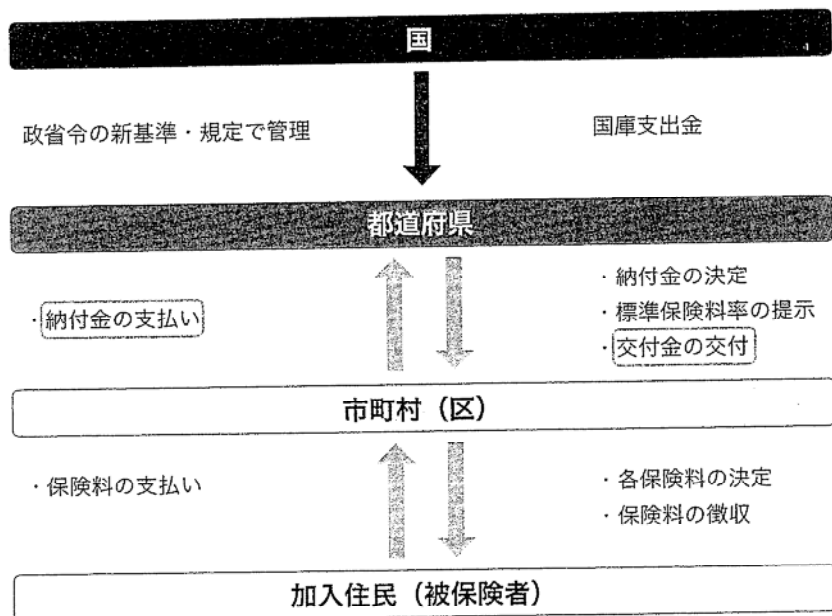 国
政省令の新基準・規定で管理
国庫支出金
都道府県
・納付金の支払い
・納付金の決定
・標準保険料率の提示
・交付金の交付
市町村（区）
・保険料の支払い
・各保険料の決定
・保険料の徴収
加入住民（被保険者）